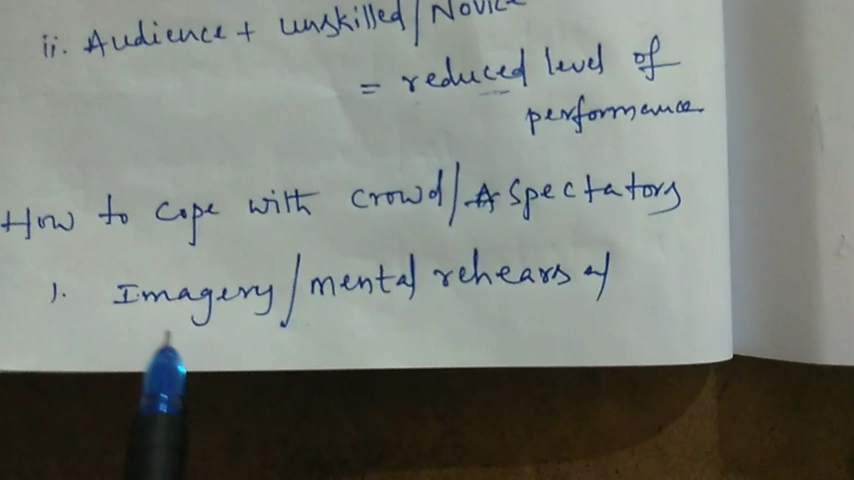 ii. Audience + unskilled/Novice
= reduced level of
performance
How to cope with crowd/ Spectators
1. Imagery/mental rehearsal